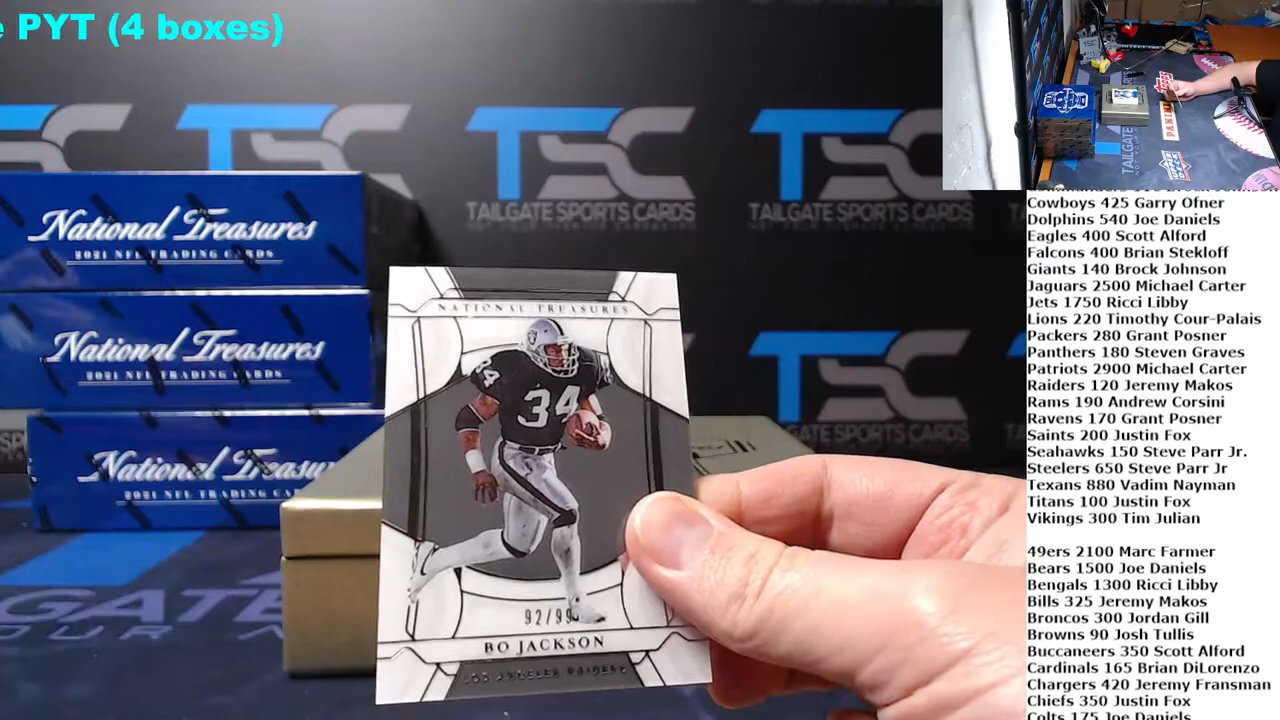 PYT (4 boxes)
TSC
TAILGATE SPORTS CARDS
TAILGATE SPORTS CARDS
National Treasures
2021 NFL TRADING CARDS
National Treasures
2021 NFL TRADING CARDS
National Treasu
2021 NFL TRADING CA
NATIONAL TREASURES
34
34
92/99
BO JACKSON
LOS ANGELES RAIDERS
PANINI
TAILGATE
Cowboys 425 Garry Ofner
Dolphins 540 Joe Daniels
Eagles 400 Scott Alford
Falcons 400 Brian Stekloff
Giants 140 Brock Johnson
Jaguars 2500 Michael Carter
Jets 1750 Ricci Libby
Lions 220 Timothy Cour-Palais
Packers 280 Grant Posner
Panthers 180 Steven Graves
Patriots 2900 Michael Carter
Raiders 120 Jeremy Makos
Rams 190 Andrew Corsini
Ravens 170 Grant Posner
Saints 200 Justin Fox
Seahawks 150 Steve Parr Jr.
Steelers 650 Steve Parr Jr
Texans 880 Vadim Nayman
Titans 100 Justin Fox
Vikings 300 Tim Julian
49ers 2100 Marc Farmer
Bears 1500 Joe Daniels
Bengals 1300 Ricci Libby
Bills 325 Jeremy Makos
Broncos 300 Jordan Gill
Browns 90 Josh Tullis
Buccaneers 350 Scott Alford
Cardinals 165 Brian DiLorenzo
Chargers 420 Jeremy Fransman
Chiefs 350 Justin Fox
Colts 175 Joe Daniels